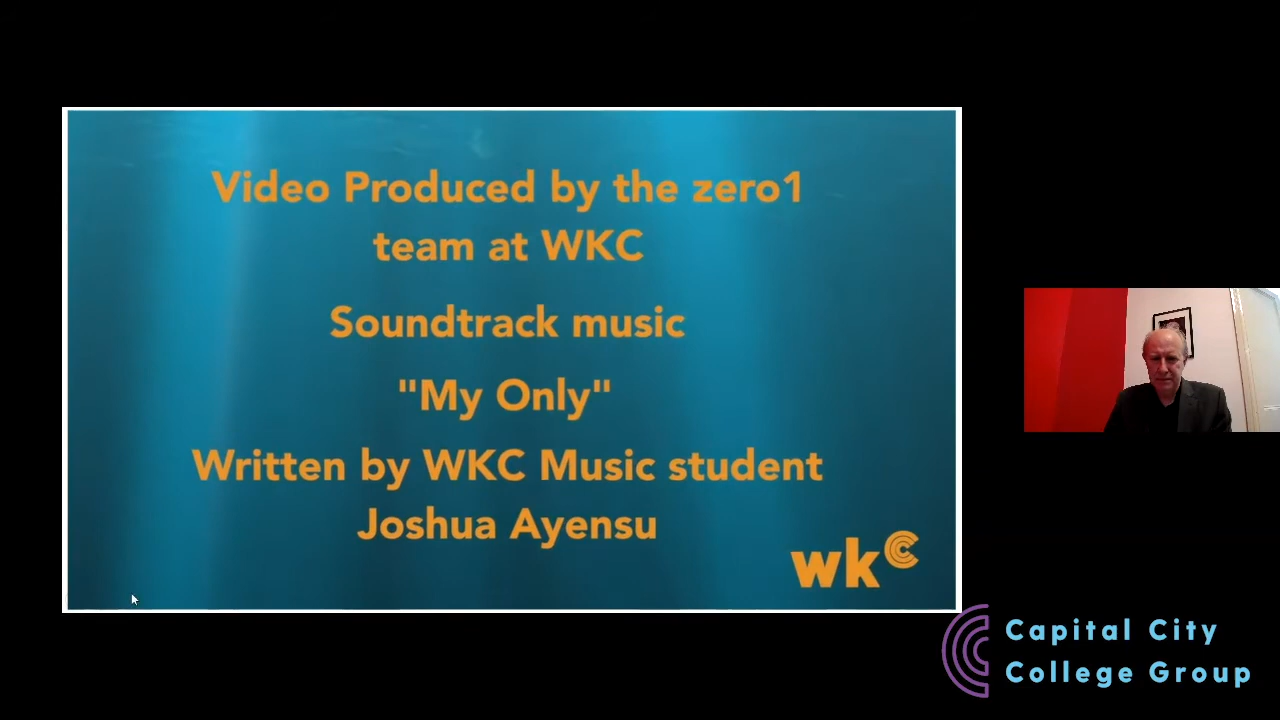 Video Produced by the zero1
team at WKC
Soundtrack music
"My Only"
Written by WKC Music student
Joshua Ayensu
wkc
Capital City
College Group